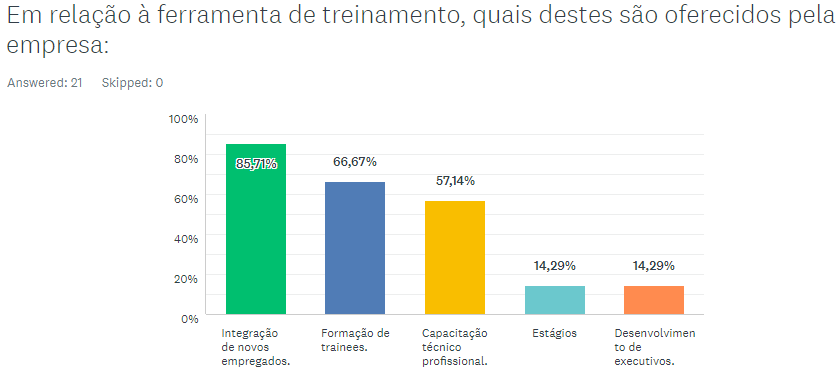 Em relação à ferramenta de treinamento, quais destes são oferecidos pela
empresa:
Answered: 21 Skipped: 0
100%
80%
60%
40%
20%
0%
85,71%
66,67%
57,14%
14,29%
14,29%
Integração
de novos
empregados.
Formação de
trainees.
Capacitação
técnico
profissional.
Estágios
Desenvolvimen
to de
executivos.